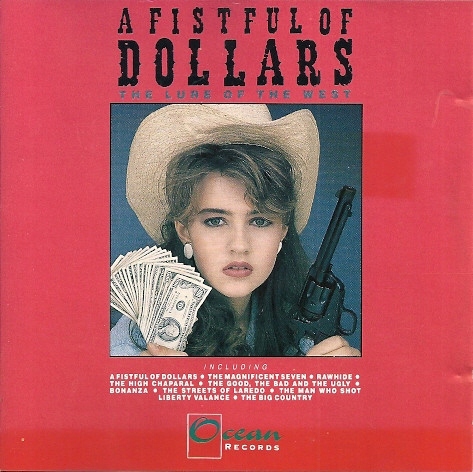 A FISTFUL OF
DOLLARS
THE LURE OF THE WEST
INCLUDING
A FISTFUL OF DOLLARS • THE MAGNIFICENT SEVEN • RAWHIDE •
THE HIGH CHAPARAL • THE GOOD, THE BAD AND THE UGLY •
BONANZA • THE STREETS OF LAREDO • THE MAN WHO SHOT
LIBERTY VALANCE • THE BIG COUNTRY
Ocean
RECORDS